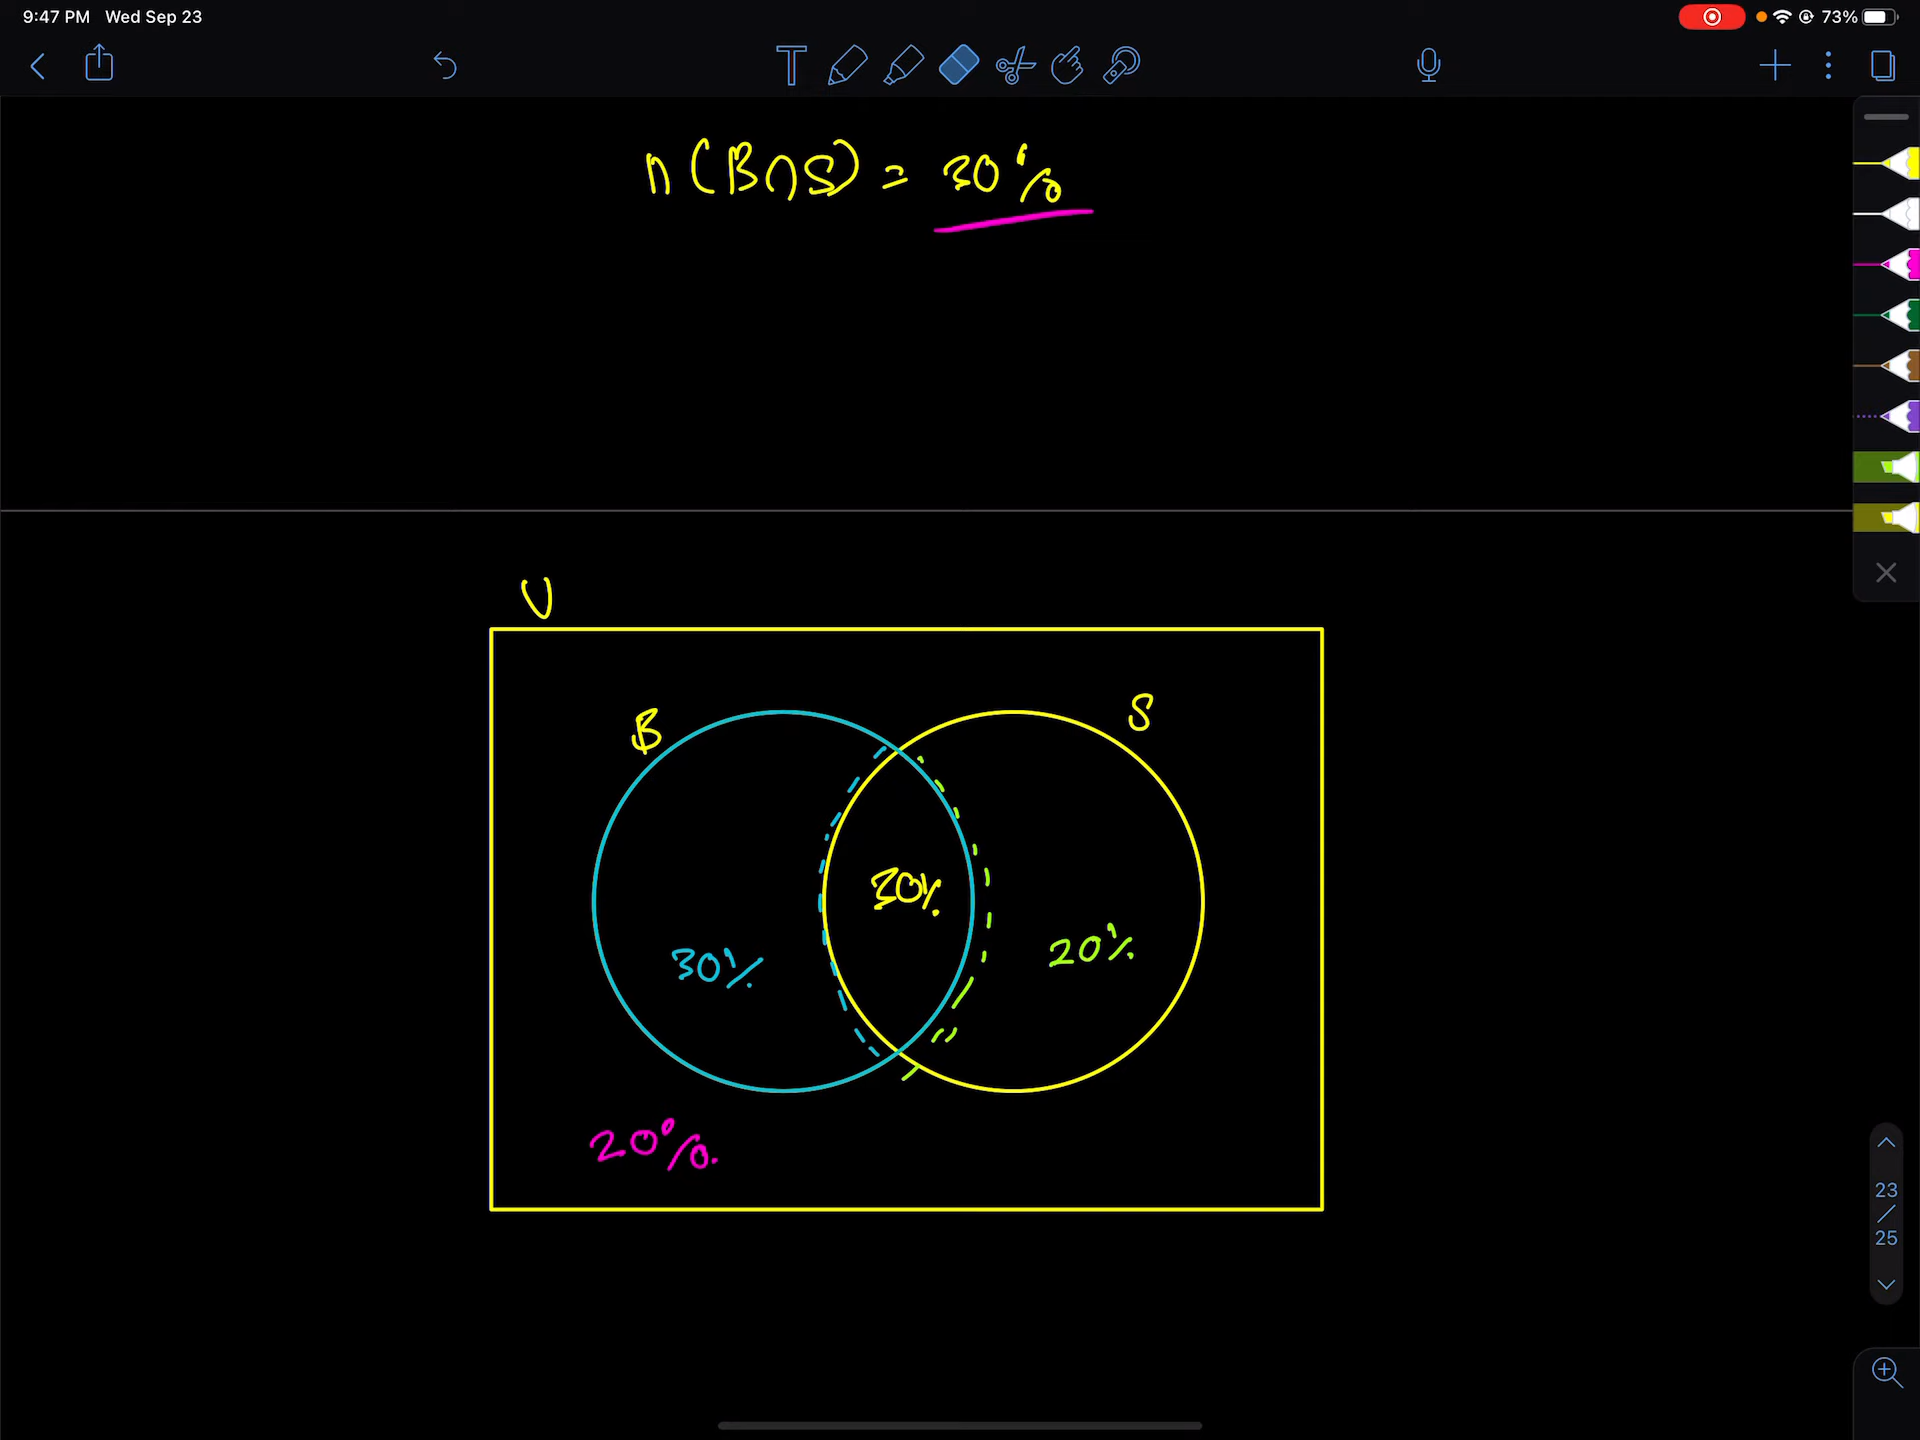 9:47 PM Wed Sep 23
73%
T
n(B∩S) = 30%
U
B
S
30%
30%
20%
20%.
23
/
25